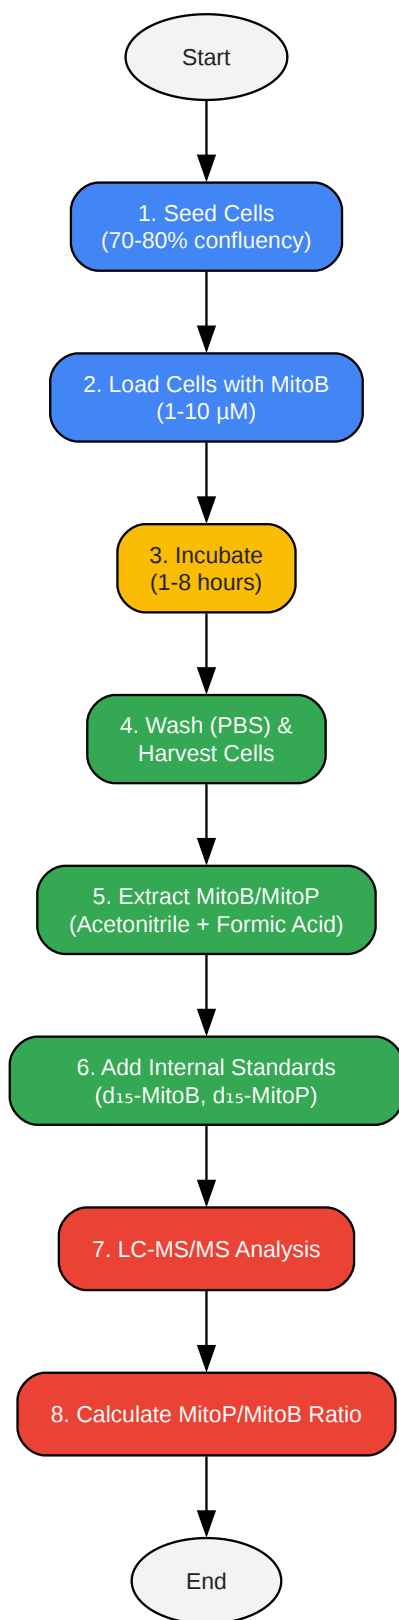 Start
1. Seed Cells
(70-80% confluency)
2. Load Cells with MitoB
(1-10 µM)
3. Incubate
(1-8 hours)
4. Wash (PBS) &
Harvest Cells
5. Extract MitoB/MitoP
(Acetonitrile + Formic Acid)
6. Add Internal Standards
(d₁₅-MitoB, d₁₅-MitoP)
7. LC-MS/MS Analysis
8. Calculate MitoP/MitoB Ratio
End